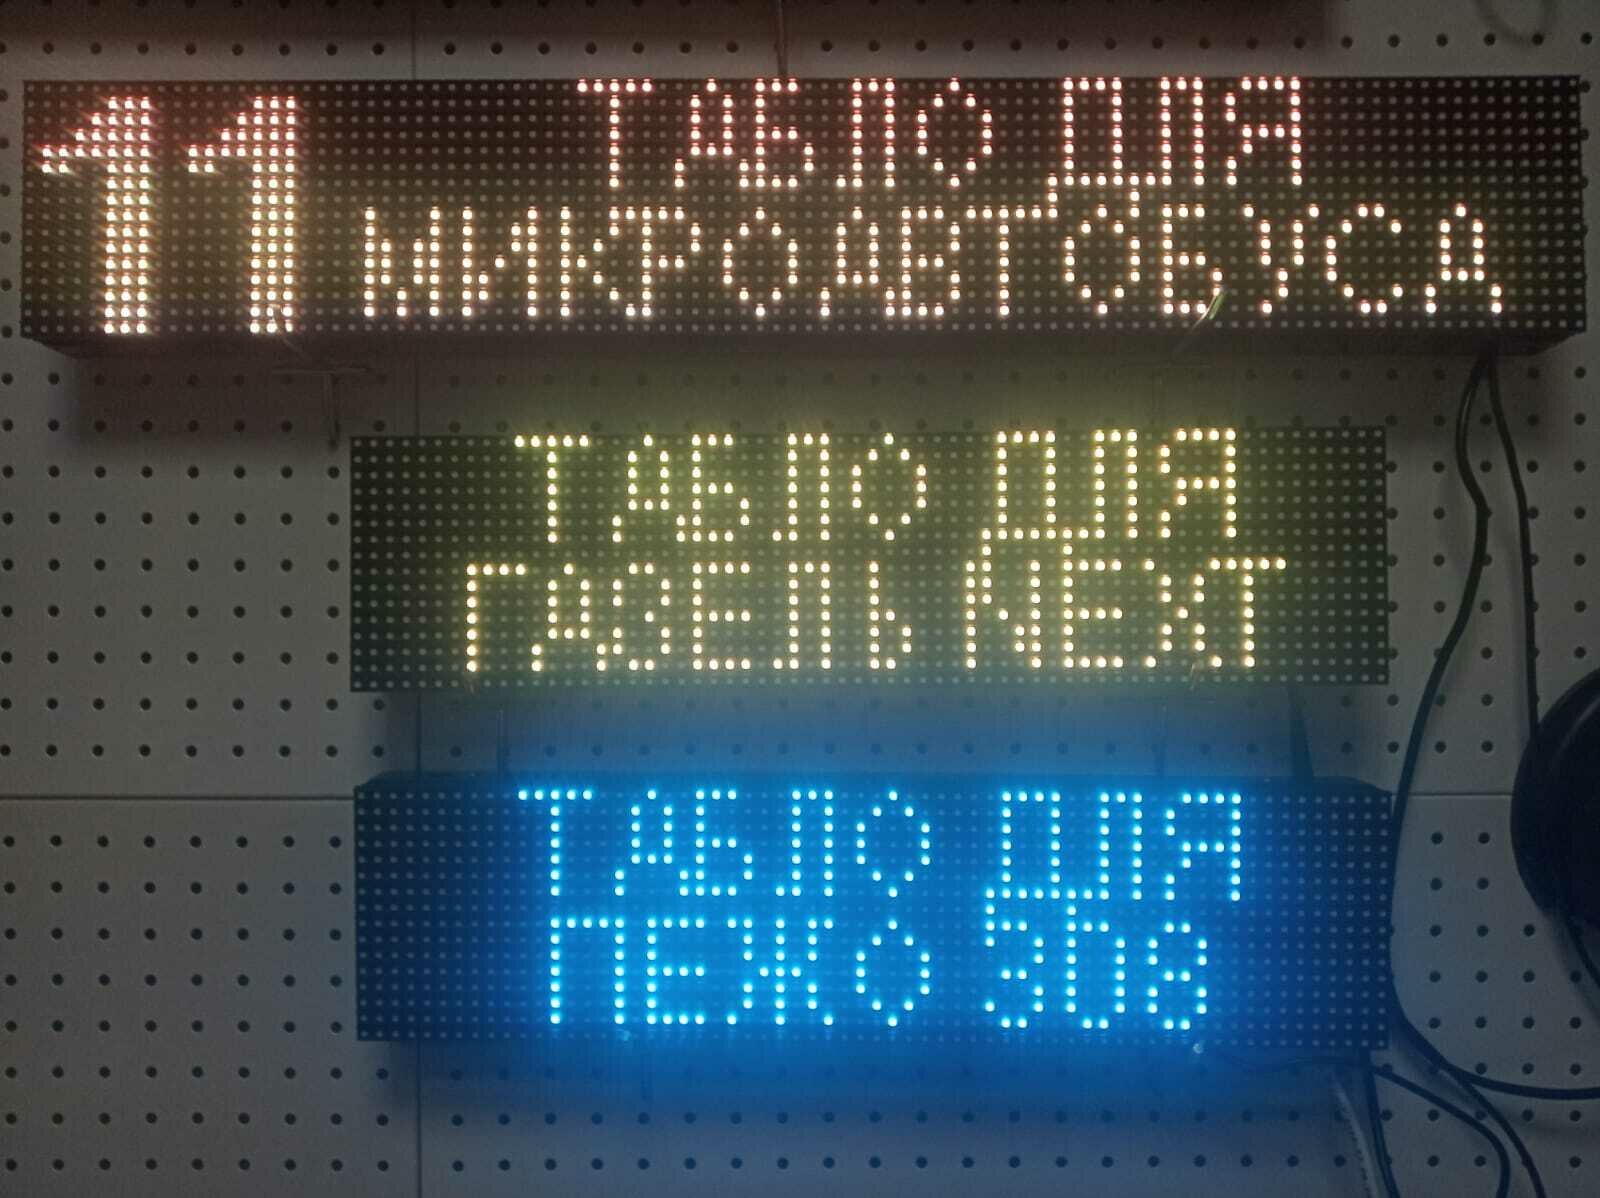 11 ТАБЛО ДЛЯ
МИКРОАВТОБУСА
ТАБЛО ДЛЯ
ГАЗЕЛЬ NEXT
ТАБЛО ДЛЯ
ПЕЖО 308